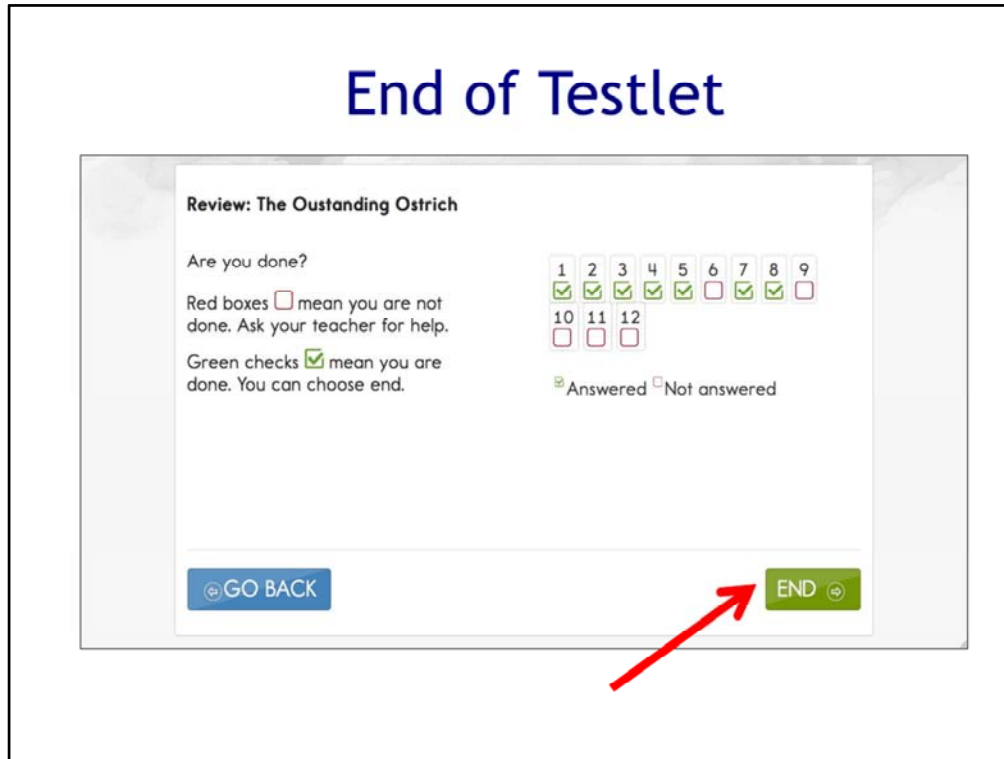 End of Testlet
Review: The Oustanding Ostrich
Are you done?
Red boxes mean you are not
done. Ask your teacher for help.
Green checks mean you are
done. You can choose end.
1 2 3 4 5 6 7 8 9
10 11 12
Answered Not answered
GO BACK
END